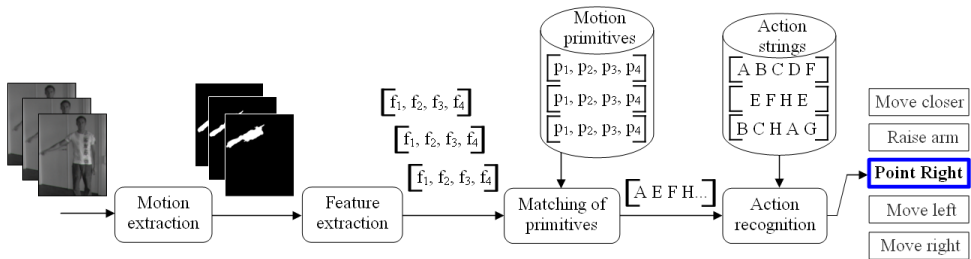 Motion
primitives
[p1, p2, p3, p4]
[p1, p2, p3, p4]
[p1, p2, p3, p4]
Action
strings
[A B C D F]
[E F H E]
[B C H A G]
[f1, f2, f3, f4]
[f1, f2, f3, f4]
[f1, f2, f3, f4]
Motion
extraction
Feature
extraction
Matching of
primitives
[A E F H...]
Action
recognition
Move closer
Raise arm
Point Right
Move left
Move right